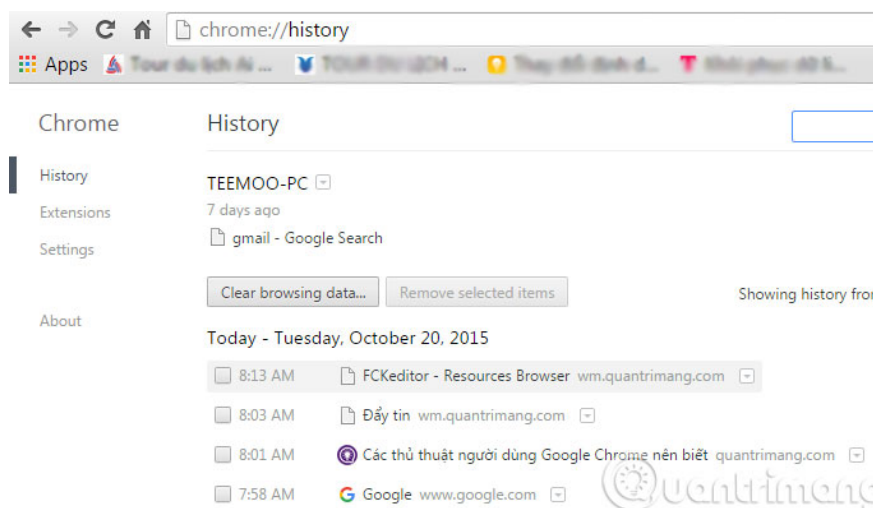 chrome://history
Apps
Chrome
History
History
Extensions
Settings
About
TEEMOO-PC
7 days ago
gmail - Google Search
Clear browsing data...
Remove selected items
Showing history from
Today - Tuesday, October 20, 2015
8:13 AM FCKeditor - Resources Browser wm.quantrimang.com
8:03 AM Đẩy tin wm.quantrimang.com
8:01 AM Các thủ thuật người dùng Google Chrome nên biết quantrimang.com
7:58 AM Google www.google.com
Quantrimang